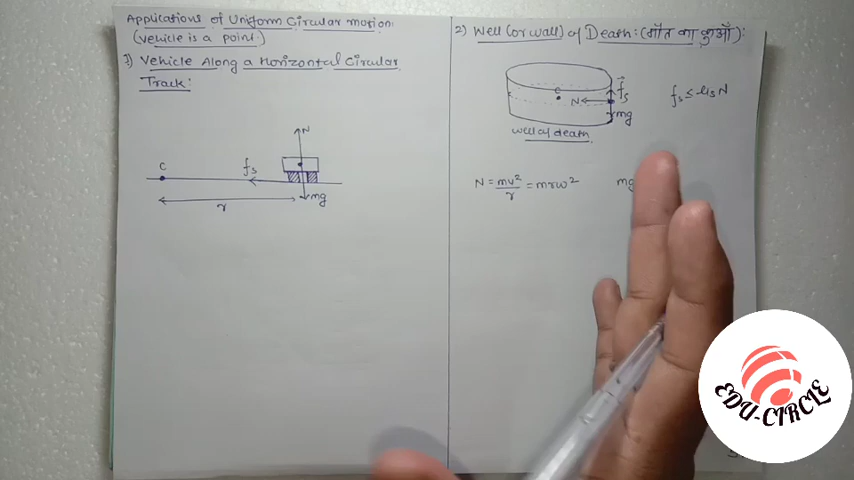 Applications of Uniform Circular motion:
(vehicle is a point.)
1) Vehicle Along a Horizontal Circular
Track:
N
C
fs
mg
r
2) Well (or wall) of Death: (मौत का कुआँ):
C
N
fs
mg
fs ≤ μs N
well of death
N = mv²/r = mrω²
mg
EDU-CIRCLE